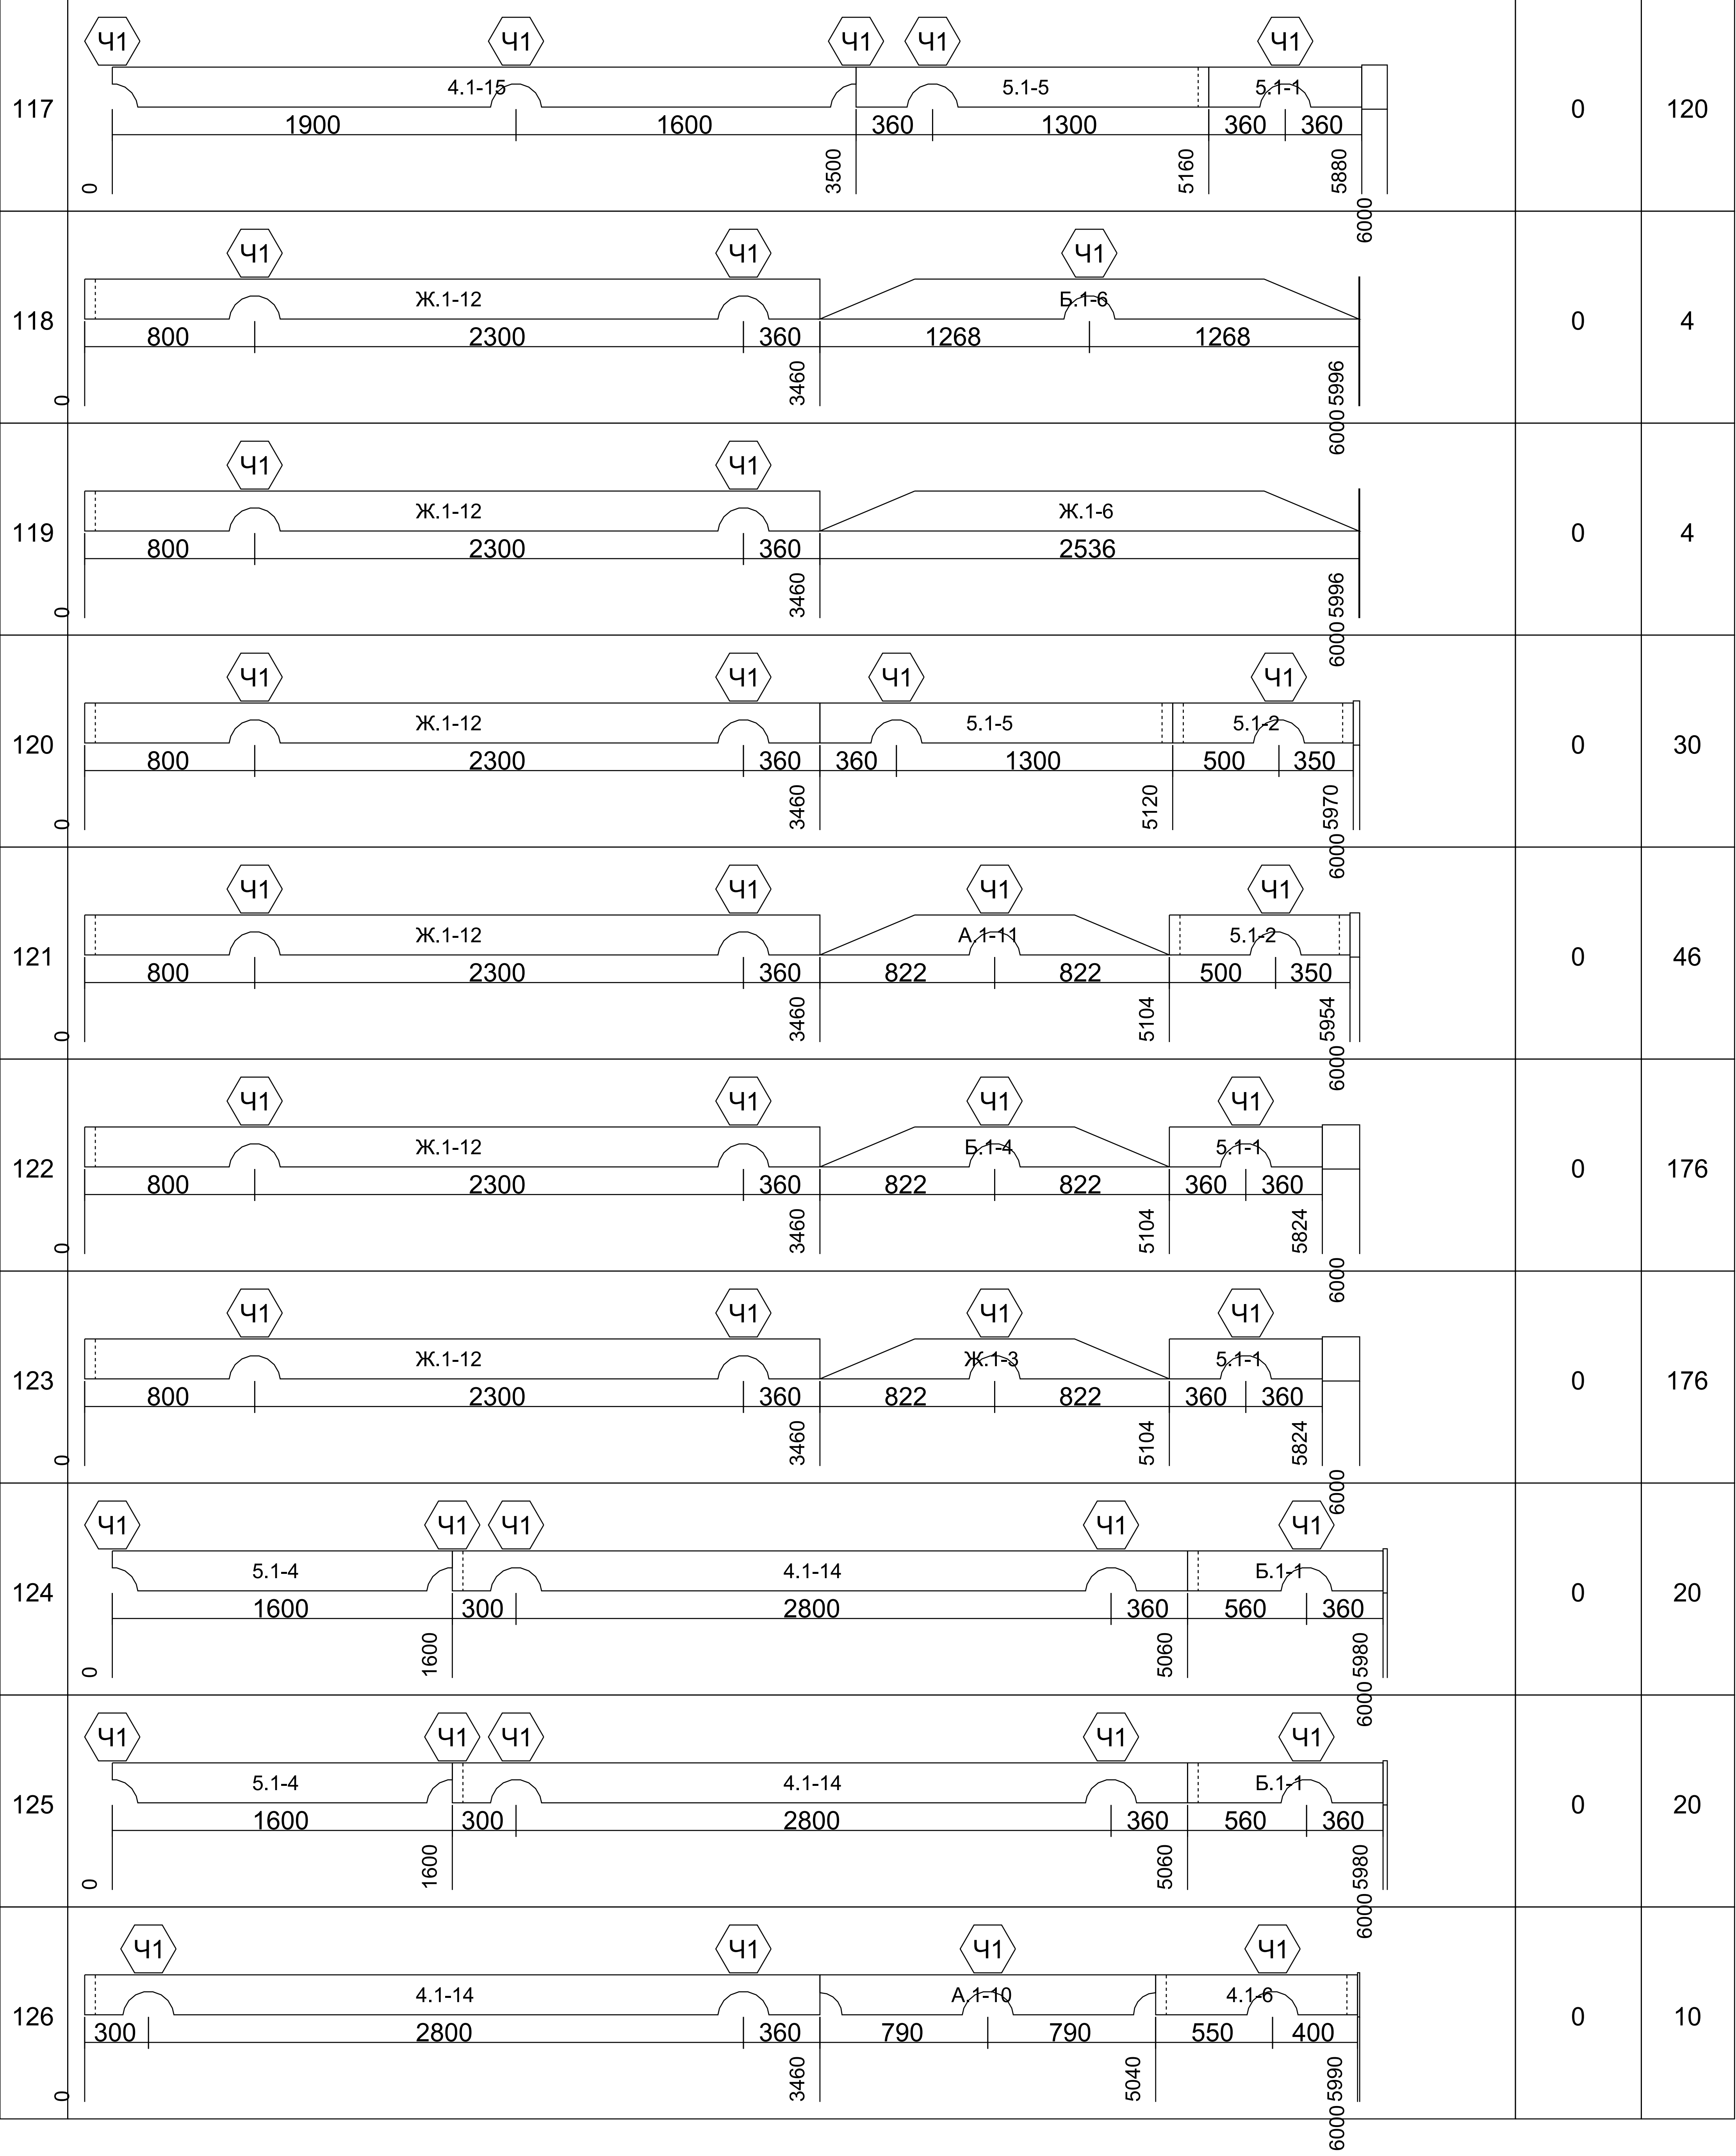 Ч1 Ч1 Ч1 Ч1 Ч1
4.1-15 5.1-5 5.1-1
117 0 120
1900 1600 360 1300 360 360
0 3500 5160 5880 6000
Ч1 Ч1 Ч1
Ж.1-12 Б.1-6
118 0 4
800 2300 360 1268 1268
0 3460 5996 6000
Ч1 Ч1
Ж.1-12 Ж.1-6
119 0 4
800 2300 360 2536
0 3460 5996 6000
Ч1 Ч1 Ч1 Ч1
Ж.1-12 5.1-5 5.1-2
120 0 30
800 2300 360 360 1300 500 350
0 3460 5120 5970 6000
Ч1 Ч1 Ч1 Ч1
Ж.1-12 А.1-11 5.1-2
121 0 46
800 2300 360 822 822 500 350
0 3460 5104 5954 6000
Ч1 Ч1 Ч1 Ч1
Ж.1-12 Б.1-4 5.1-1
122 0 176
800 2300 360 822 822 360 360
0 3460 5104 5824 6000
Ч1 Ч1 Ч1 Ч1
Ж.1-12 Ж.1-3 5.1-1
123 0 176
800 2300 360 822 822 360 360
0 3460 5104 5824 6000
Ч1 Ч1 Ч1 Ч1 Ч1
5.1-4 4.1-14 Б.1-1
124 0 20
1600 300 2800 360 560 360
0 1600 5060 5980 6000
Ч1 Ч1 Ч1 Ч1 Ч1
5.1-4 4.1-14 Б.1-1
125 0 20
1600 300 2800 360 560 360
0 1600 5060 5980 6000
Ч1 Ч1 Ч1 Ч1
4.1-14 А.1-10 4.1-6
126 0 10
300 2800 360 790 790 550 400
0 3460 5040 5990 6000